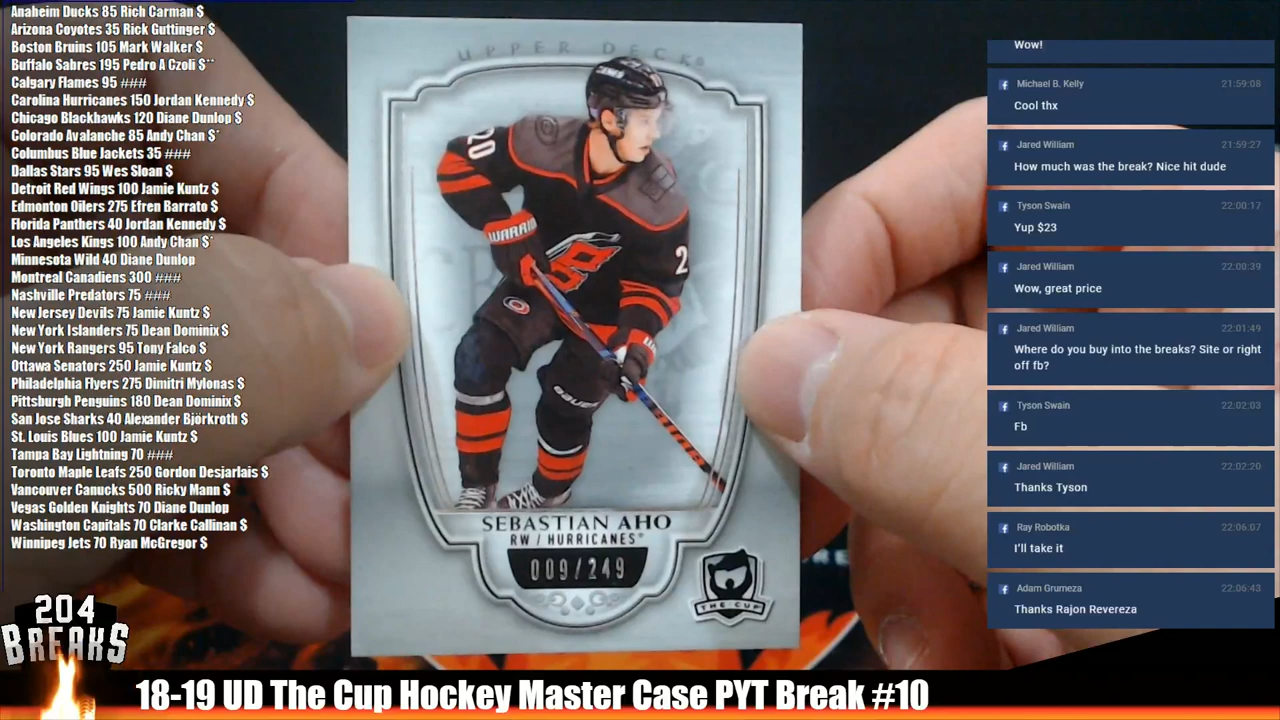 Anaheim Ducks 85 Rich Carman $
Arizona Coyotes 35 Rick Guttinger $
Boston Bruins 105 Mark Walker $
Buffalo Sabres 195 Pedro A Czoli $**
Calgary Flames 95 ###
Carolina Hurricanes 150 Jordan Kennedy $
Chicago Blackhawks 120 Diane Dunlop $
Colorado Avalanche 85 Andy Chan $*
Columbus Blue Jackets 35 ###
Dallas Stars 95 Wes Sloan $
Detroit Red Wings 100 Jamie Kuntz $
Edmonton Oilers 275 Efren Barrato $
Florida Panthers 40 Jordan Kennedy $
Los Angeles Kings 100 Andy Chan $*
Minnesota Wild 40 Diane Dunlop
Montreal Canadiens 300 ###
Nashville Predators 75 ###
New Jersey Devils 75 Jamie Kuntz $
New York Islanders 75 Dean Dominix $
New York Rangers 95 Tony Falco $
Ottawa Senators 250 Jamie Kuntz $
Philadelphia Flyers 275 Dimitri Mylonas $
Pittsburgh Penguins 180 Dean Dominix $
San Jose Sharks 40 Alexander Björkroth $
St. Louis Blues 100 Jamie Kuntz $
Tampa Bay Lightning 70 ###
Toronto Maple Leafs 250 Gordon Desjarlais $
Vancouver Canucks 500 Ricky Mann $
Vegas Golden Knights 70 Diane Dunlop
Washington Capitals 70 Clarke Callinan $
Winnipeg Jets 70 Ryan McGregor $
204
BREAKS
UPPER DECK
20
WARRIOR
2
SEBASTIAN AHO
RW / HURRICANES
009/249
THE CUP
Wow!
Michael B. Kelly 21:59:08
Cool thx
Jared William 21:59:27
How much was the break? Nice hit dude
Tyson Swain 22:00:17
Yup $23
Jared William 22:00:39
Wow, great price
Jared William 22:01:49
Where do you buy into the breaks? Site or right
off fb?
Tyson Swain 22:02:03
Fb
Jared William 22:02:20
Thanks Tyson
Ray Robotka 22:06:07
I'll take it
Adam Grumeza 22:06:43
Thanks Rajon Revereza
18-19 UD The Cup Hockey Master Case PYT Break #10